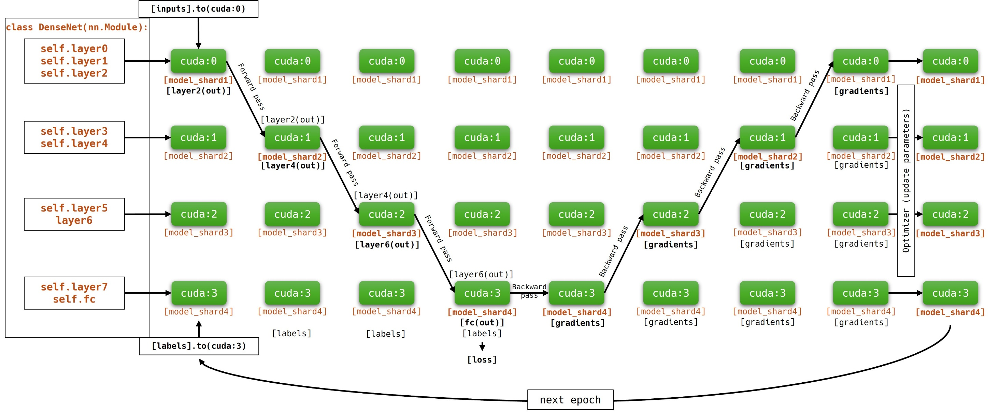 [inputs].to(cuda:0)
class DenseNet(nn.Module):
self.layer0
self.layer1
self.layer2
cuda:0
cuda:0
cuda:0
cuda:0
cuda:0
cuda:0
cuda:0
cuda:0
cuda:0
[model_shard1]
[model_shard1]
[model_shard1]
[model_shard1]
[model_shard1]
[model_shard1]
[model_shard1]
[model_shard1]
[model_shard1]
[layer2(out)]
[gradients]
Forward pass
Backward pass
[layer2(out)]
self.layer3
self.layer4
cuda:1
cuda:1
cuda:1
cuda:1
cuda:1
cuda:1
cuda:1
cuda:1
cuda:1
[model_shard2]
[model_shard2]
[model_shard2]
[model_shard2]
[model_shard2]
[model_shard2]
[model_shard2]
[model_shard2]
[model_shard2]
[layer4(out)]
[gradients]
[gradients]
Forward pass
Backward pass
Optimizer (update parameters)
[layer4(out)]
self.layer5
layer6
cuda:2
cuda:2
cuda:2
cuda:2
cuda:2
cuda:2
cuda:2
cuda:2
cuda:2
[model_shard3]
[model_shard3]
[model_shard3]
[model_shard3]
[model_shard3]
[model_shard3]
[model_shard3]
[model_shard3]
[model_shard3]
[layer6(out)]
[gradients]
[gradients]
[gradients]
Forward pass
Backward pass
[layer6(out)]
self.layer7
self.fc
cuda:3
cuda:3
cuda:3
cuda:3
Backward
pass
cuda:3
cuda:3
cuda:3
cuda:3
cuda:3
[model_shard4]
[model_shard4]
[model_shard4]
[model_shard4]
[model_shard4]
[model_shard4]
[model_shard4]
[model_shard4]
[model_shard4]
[fc(out)]
[gradients]
[gradients]
[gradients]
[gradients]
[labels]
[labels]
[labels]
[labels].to(cuda:3)
[loss]
next epoch